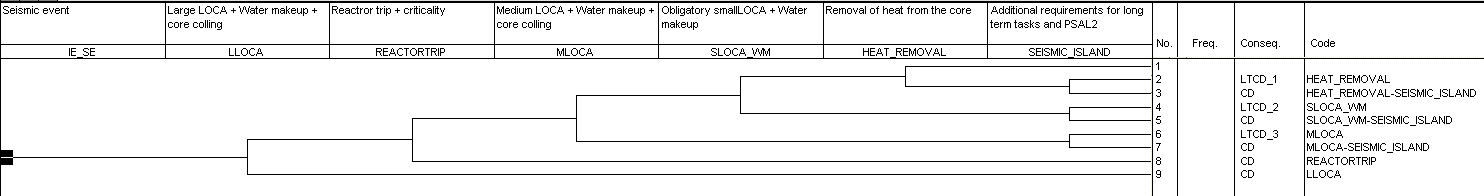 Seismic event
Large LOCA + Water makeup +
core colling
Reactror trip + criticality
Medium LOCA + Water makeup +
core colling
Obligatory smallLOCA + Water
makeup
Removal of heat from the core
Additional requirements for long
term tasks and PSAL2
No. Freq. Conseq. Code
IE_SE LLOCA REACTORTRIP MLOCA SLOCA_WM HEAT_REMOVAL SEISMIC_ISLAND
1
2 LTCD_1 HEAT_REMOVAL
3 CD HEAT_REMOVAL-SEISMIC_ISLAND
4 LTCD_2 SLOCA_WM
5 CD SLOCA_WM-SEISMIC_ISLAND
6 LTCD_3 MLOCA
7 CD MLOCA-SEISMIC_ISLAND
8 CD REACTORTRIP
9 CD LLOCA